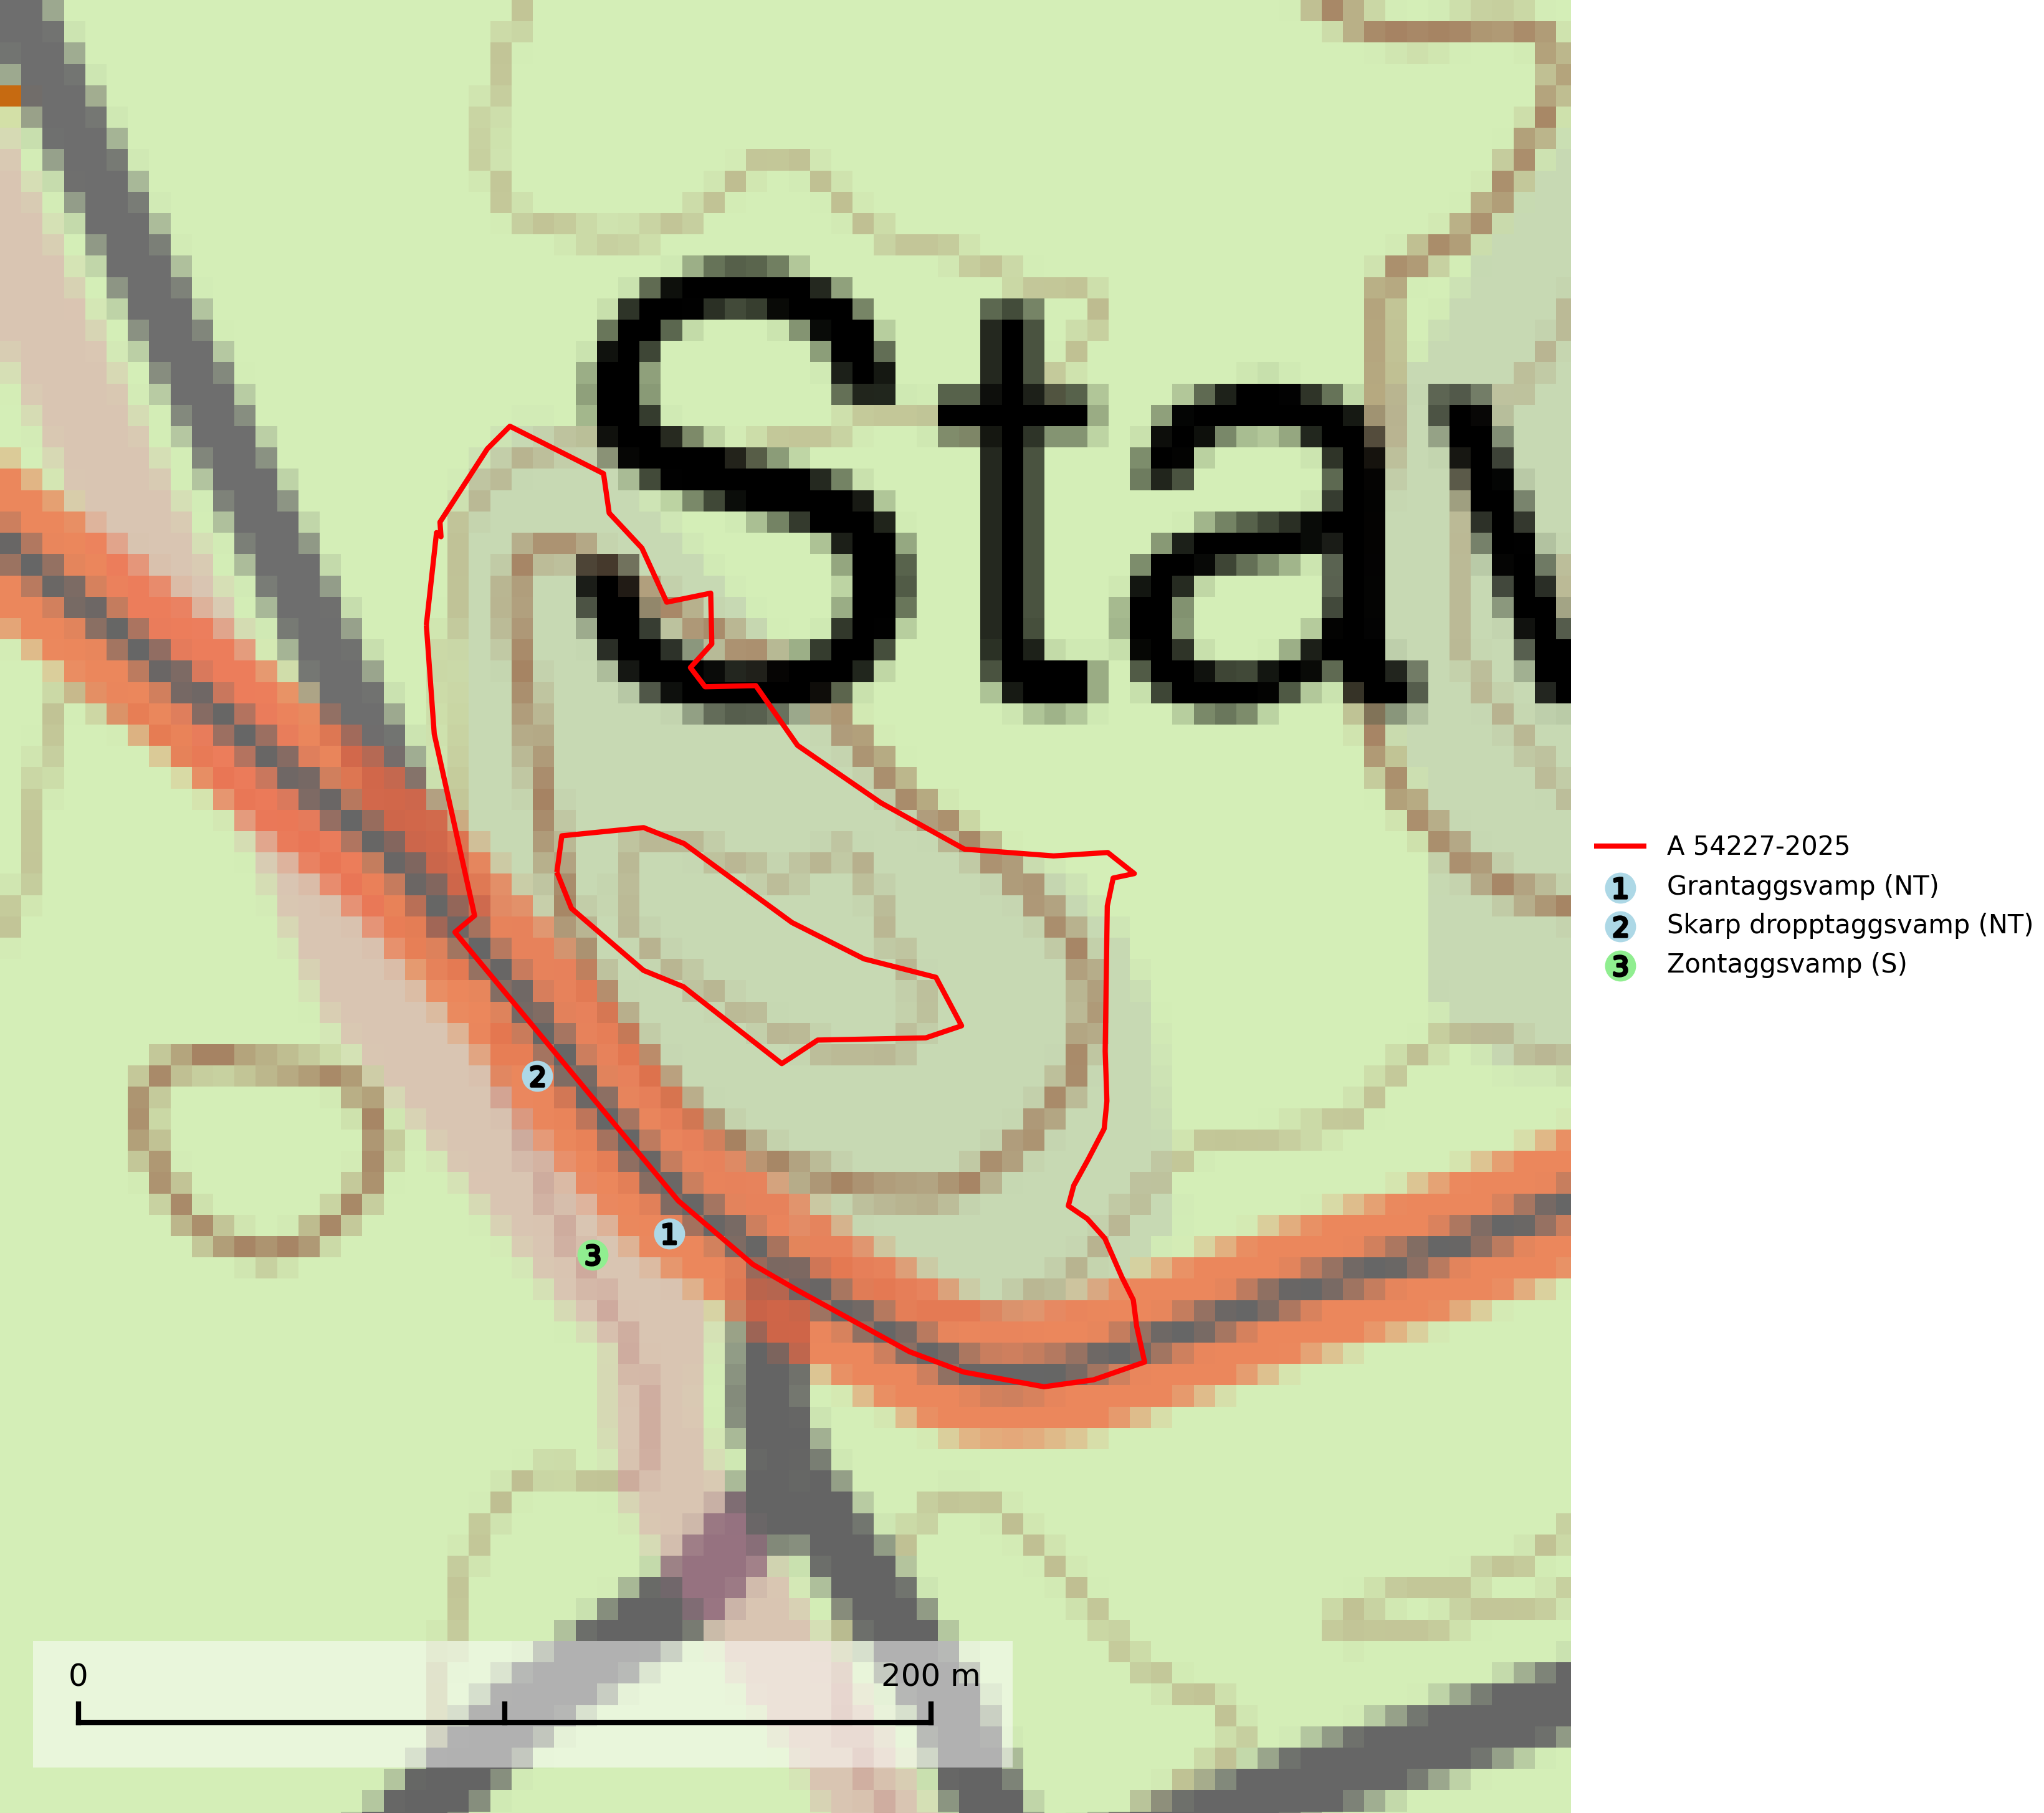 Sta
A 54227-2025
1 Grantaggsvamp (NT)
2 Skarp dropptaggsvamp (NT)
3 Zontaggsvamp (S)
2
1
3
0 200 m